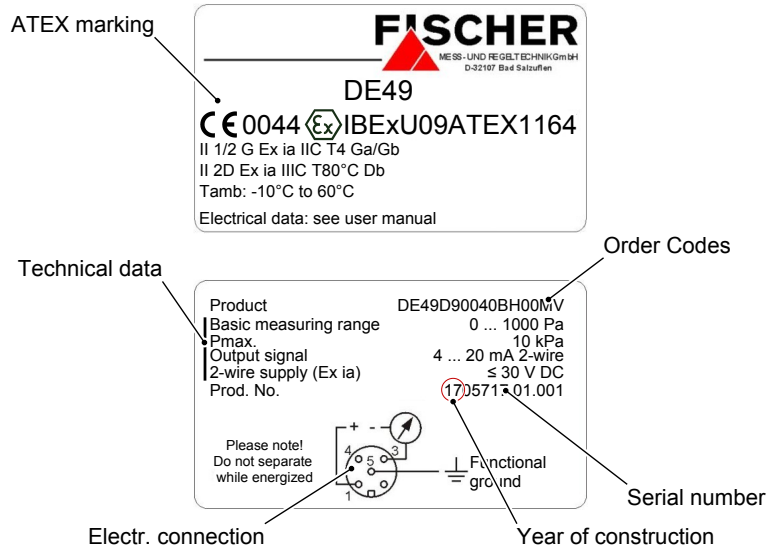 ATEX marking
FISCHER
MESS- UND REGELTECHNIK GmbH
D-32107 Bad Salzuflen
DE49
CE 0044 Ex IBExU09ATEX1164
II 1/2 G Ex ia IIC T4 Ga/Gb
II 2D Ex ia IIIC T80°C Db
Tamb: -10°C to 60°C
Electrical data: see user manual
Order Codes
Technical data
Product DE49D90040BH00MV
Basic measuring range 0 ... 1000 Pa
Pmax. 10 kPa
Output signal 4 ... 20 mA 2-wire
2-wire supply (Ex ia) ≤ 30 V DC
Prod. No. 1705717.01.001
+ -
Please note!
Do not separate
while energized
4 5 3
1
Functional
ground
Serial number
Electr. connection
Year of construction